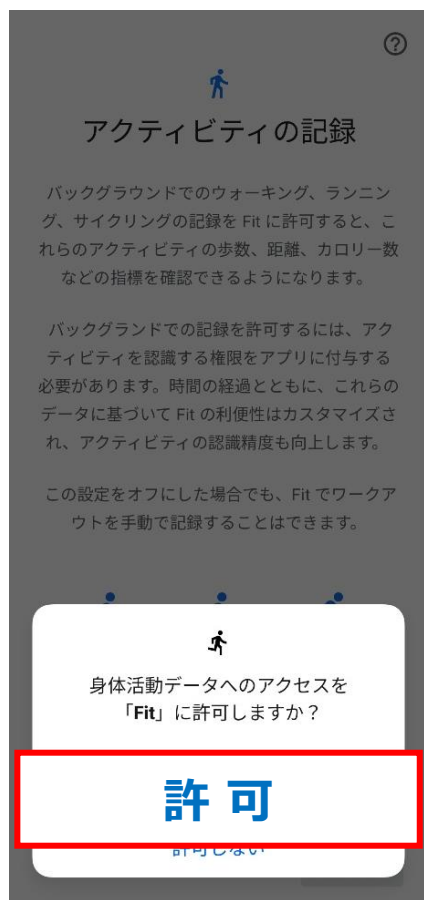 アクティビティの記録
バックグラウンドでのウォーキング、ランニン
グ、サイクリングの記録を Fit に許可すると、こ
れらのアクティビティの歩数、距離、カロリー数
などの指標を確認できるようになります。
バックグランドでの記録を許可するには、アク
ティビティを認識する権限をアプリに付与する
必要があります。時間の経過とともに、これらの
データに基づいて Fit の利便性はカスタマイズさ
れ、アクティビティの認識精度も向上します。
この設定をオフにした場合でも、Fit でワークア
ウトを手動で記録することはできます。
身体活動データへのアクセスを
「Fit」に許可しますか？
許可
許可しない